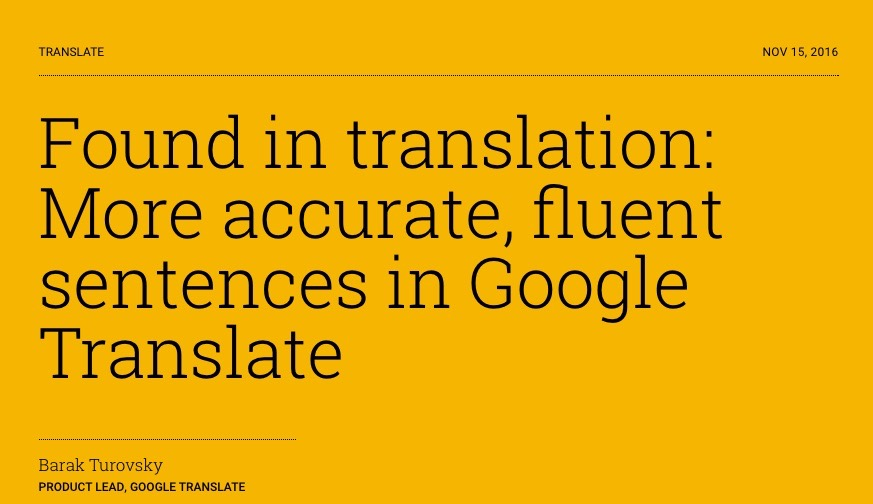 TRANSLATE
NOV 15, 2016
Found in translation:
More accurate, fluent
sentences in Google
Translate
Barak Turovsky
PRODUCT LEAD, GOOGLE TRANSLATE